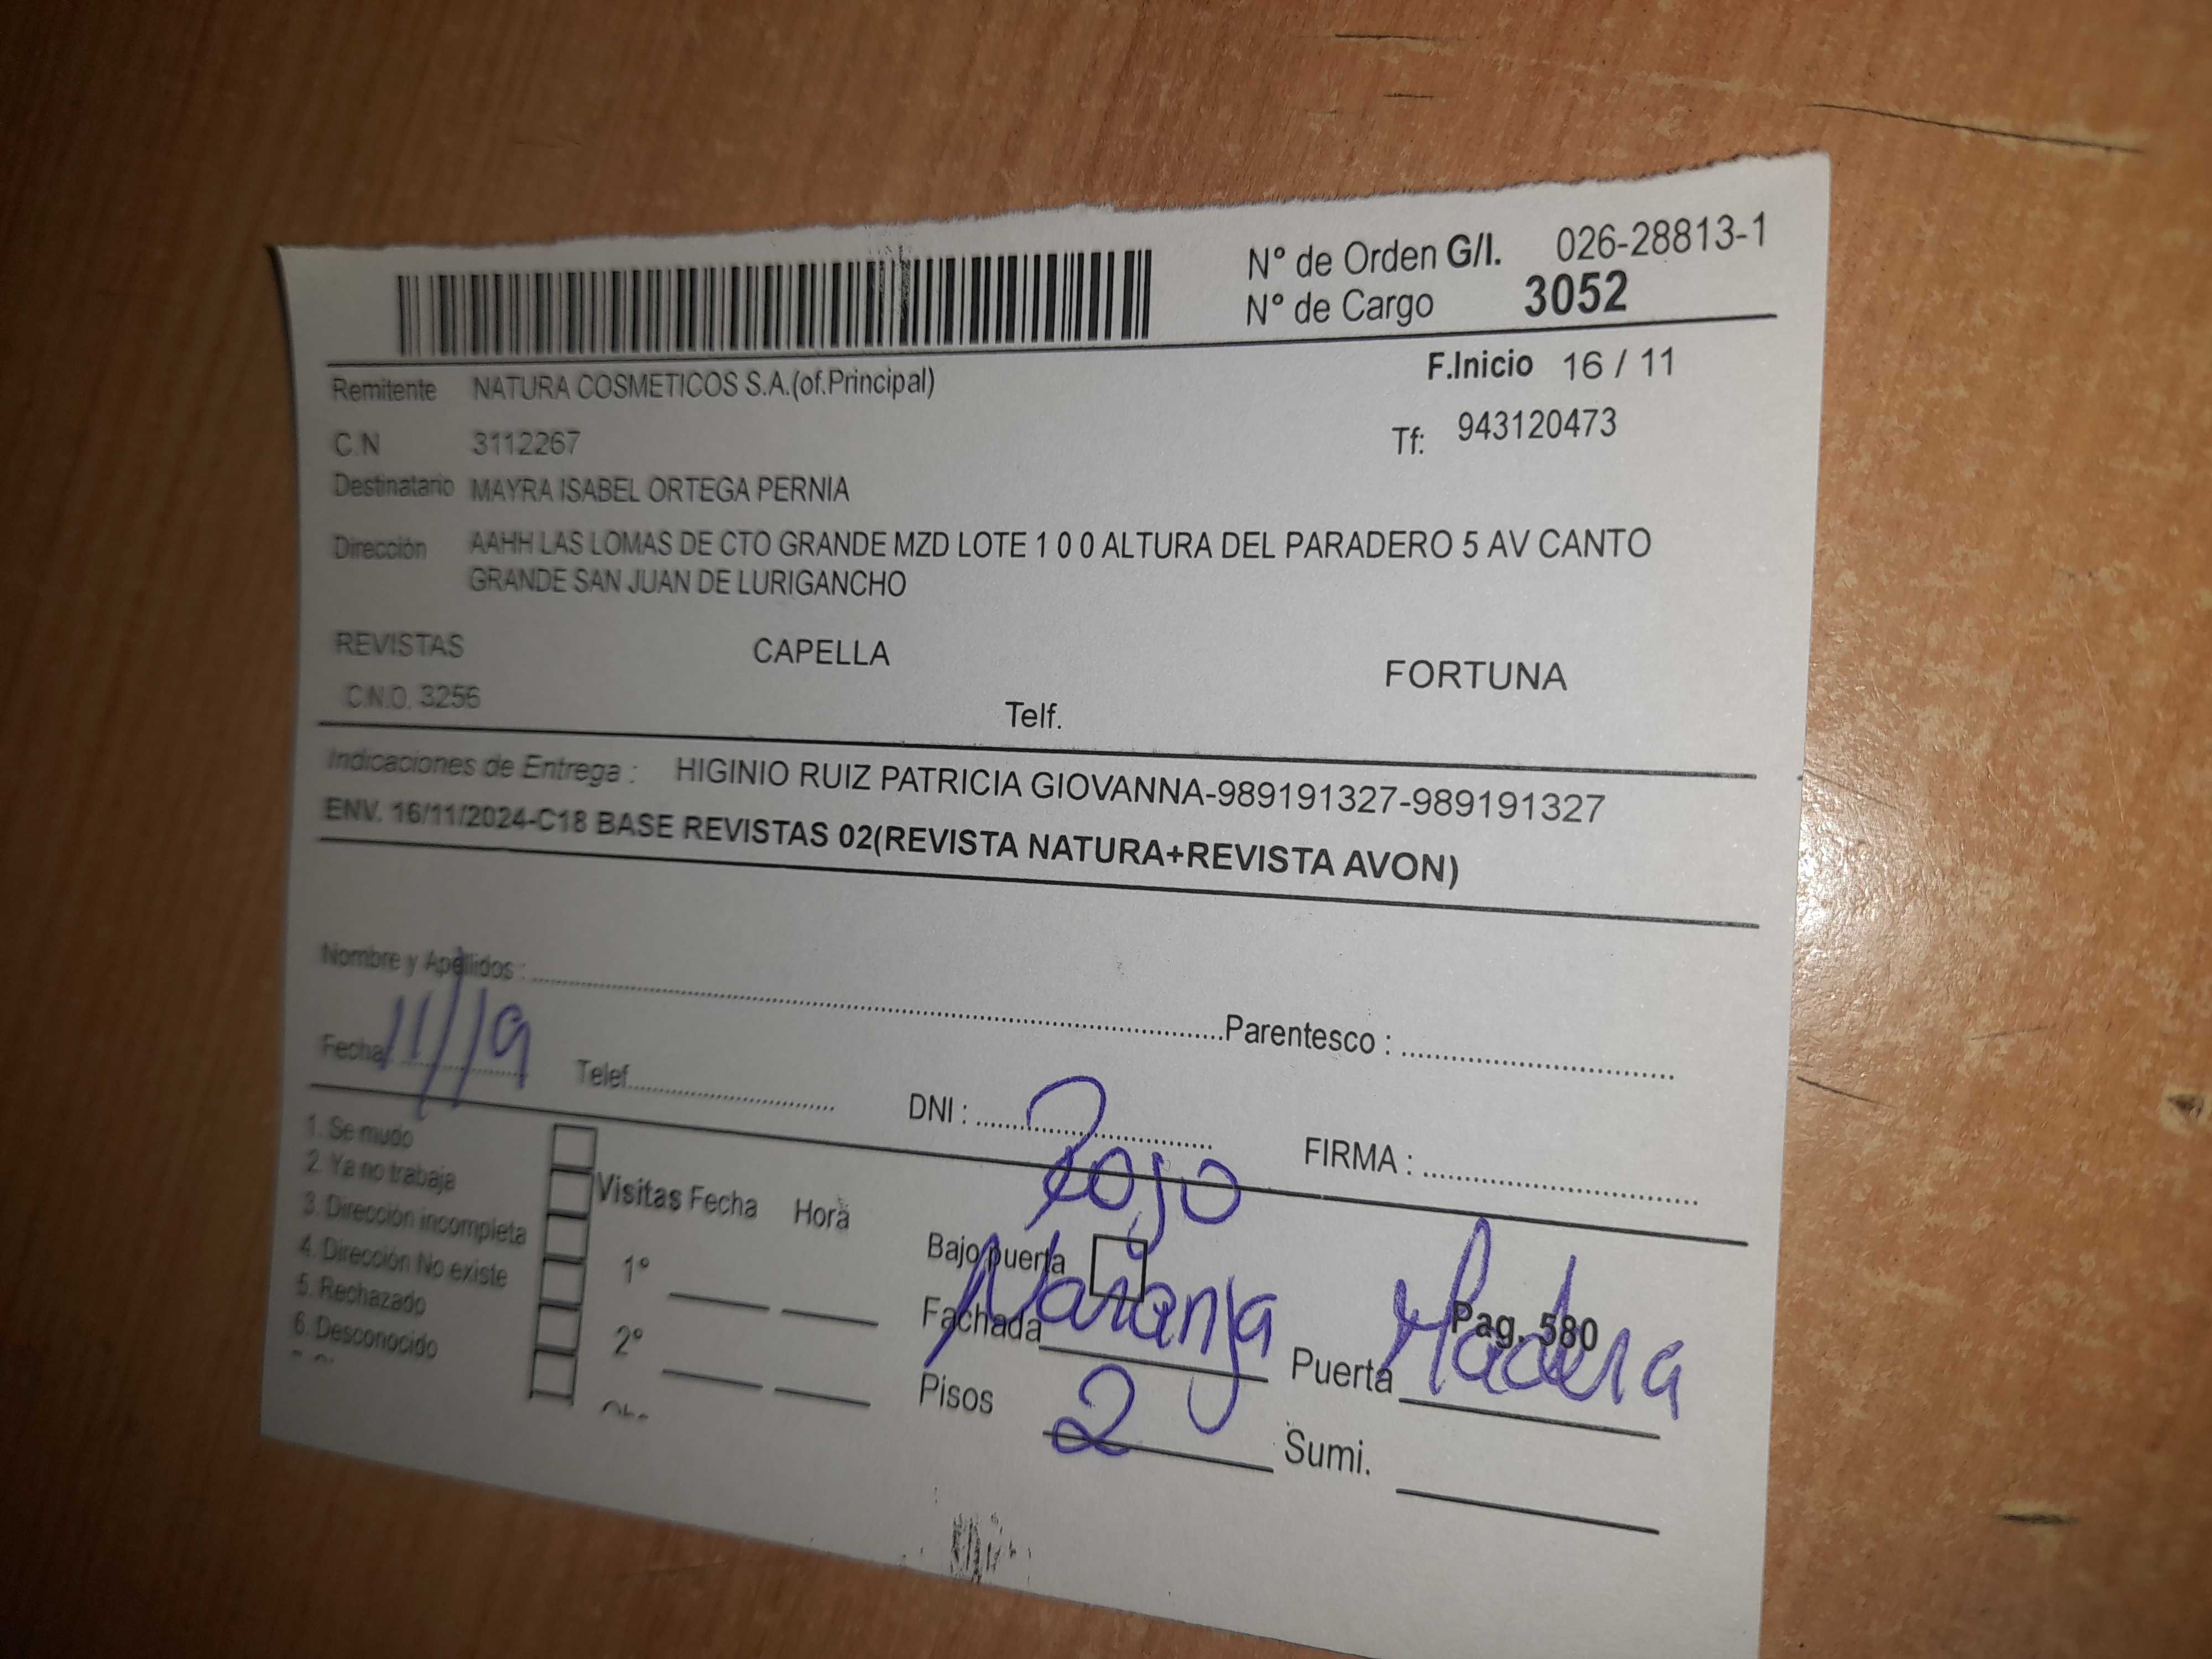 N° de Orden G/I. 026-28813-1
N° de Cargo 3052
F.Inicio 16 / 11
Remitente NATURA COSMETICOS S.A.(of.Principal)
C.N 3112267
Tf: 943120473
Destinatario MAYRA ISABEL ORTEGA PERNIA
Dirección AAHH LAS LOMAS DE CTO GRANDE MZD LOTE 1 0 0 ALTURA DEL PARADERO 5 AV CANTO
GRANDE SAN JUAN DE LURIGANCHO
REVISTAS CAPELLA FORTUNA
C.N.O. 3256 Telf.
Indicaciones de Entrega : HIGINIO RUIZ PATRICIA GIOVANNA-989191327-989191327
ENV. 16/11/2024-C18 BASE REVISTAS 02(REVISTA NATURA+REVISTA AVON)
Nombre y Apellidos : Parentesco :
Fecha 11/19 Telef. DNI : FIRMA :
Rojo
1. Se mudo
2. Ya no trabaja
3. Dirección incompleta
4. Dirección No existe
5. Rechazado
6. Desconocido
Visitas Fecha Hora
1°
2°
Bajo puerta
Fachada Naranja Puerta Madera
Pag. 580
Pisos 2 Sumi.